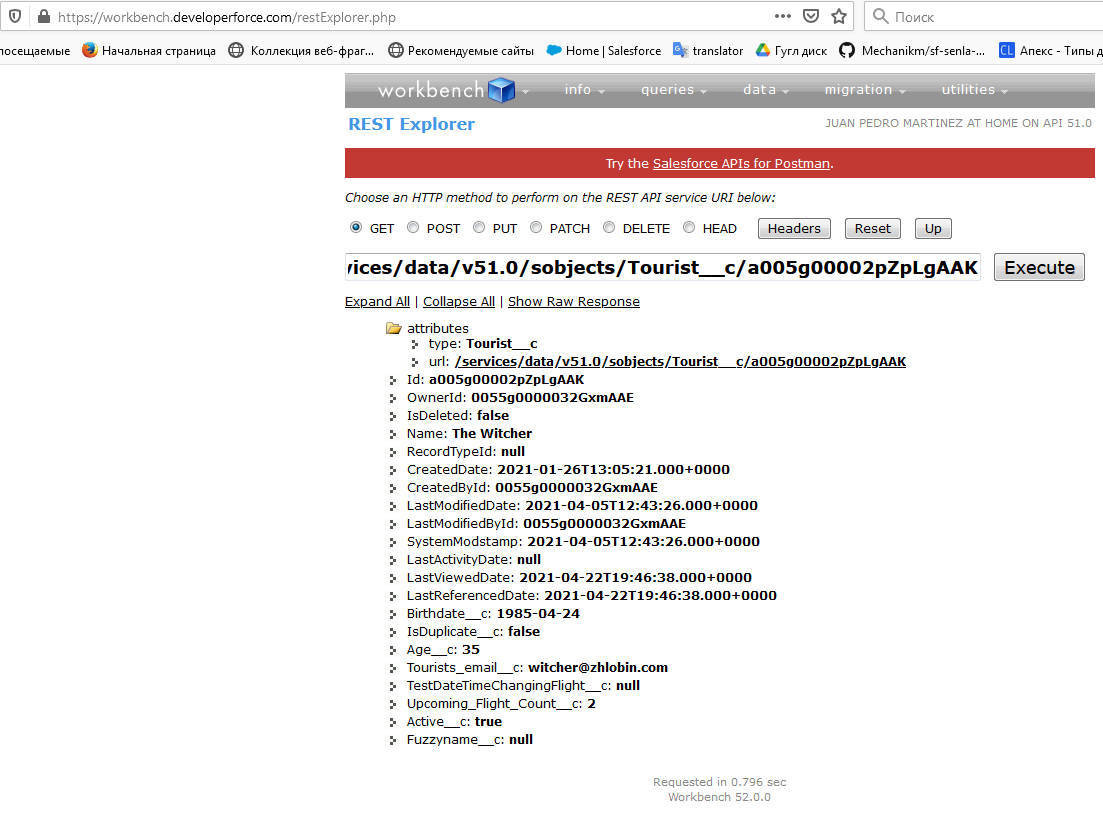 https://workbench.developerforce.com/restExplorer.php ••• Поиск
посещаемые Начальная страница Коллекция веб-фраг... Рекомендуемые сайты Home | Salesforce translator Гугл диск Mechanikm/sf-senla-... CL Апекс - Типы д
workbench info queries data migration utilities
REST Explorer JUAN PEDRO MARTINEZ AT HOME ON API 51.0
Try the Salesforce APIs for Postman.
Choose an HTTP method to perform on the REST API service URI below:
GET POST PUT PATCH DELETE HEAD Headers Reset Up
vices/data/v51.0/sobjects/Tourist__c/a005g00002pZpLgAAK Execute
Expand All | Collapse All | Show Raw Response
attributes
type: Tourist__c
url: /services/data/v51.0/sobjects/Tourist__c/a005g00002pZpLgAAK
Id: a005g00002pZpLgAAK
OwnerId: 0055g0000032GxmAAE
IsDeleted: false
Name: The Witcher
RecordTypeId: null
CreatedDate: 2021-01-26T13:05:21.000+0000
CreatedById: 0055g0000032GxmAAE
LastModifiedDate: 2021-04-05T12:43:26.000+0000
LastModifiedById: 0055g0000032GxmAAE
SystemModstamp: 2021-04-05T12:43:26.000+0000
LastActivityDate: null
LastViewedDate: 2021-04-22T19:46:38.000+0000
LastReferencedDate: 2021-04-22T19:46:38.000+0000
Birthdate__c: 1985-04-24
IsDuplicate__c: false
Age__c: 35
Tourists_email__c: witcher@zhlobin.com
TestDateTimeChangingFlight__c: null
Upcoming_Flight_Count__c: 2
Active__c: true
Fuzzyname__c: null
Requested in 0.796 sec
Workbench 52.0.0